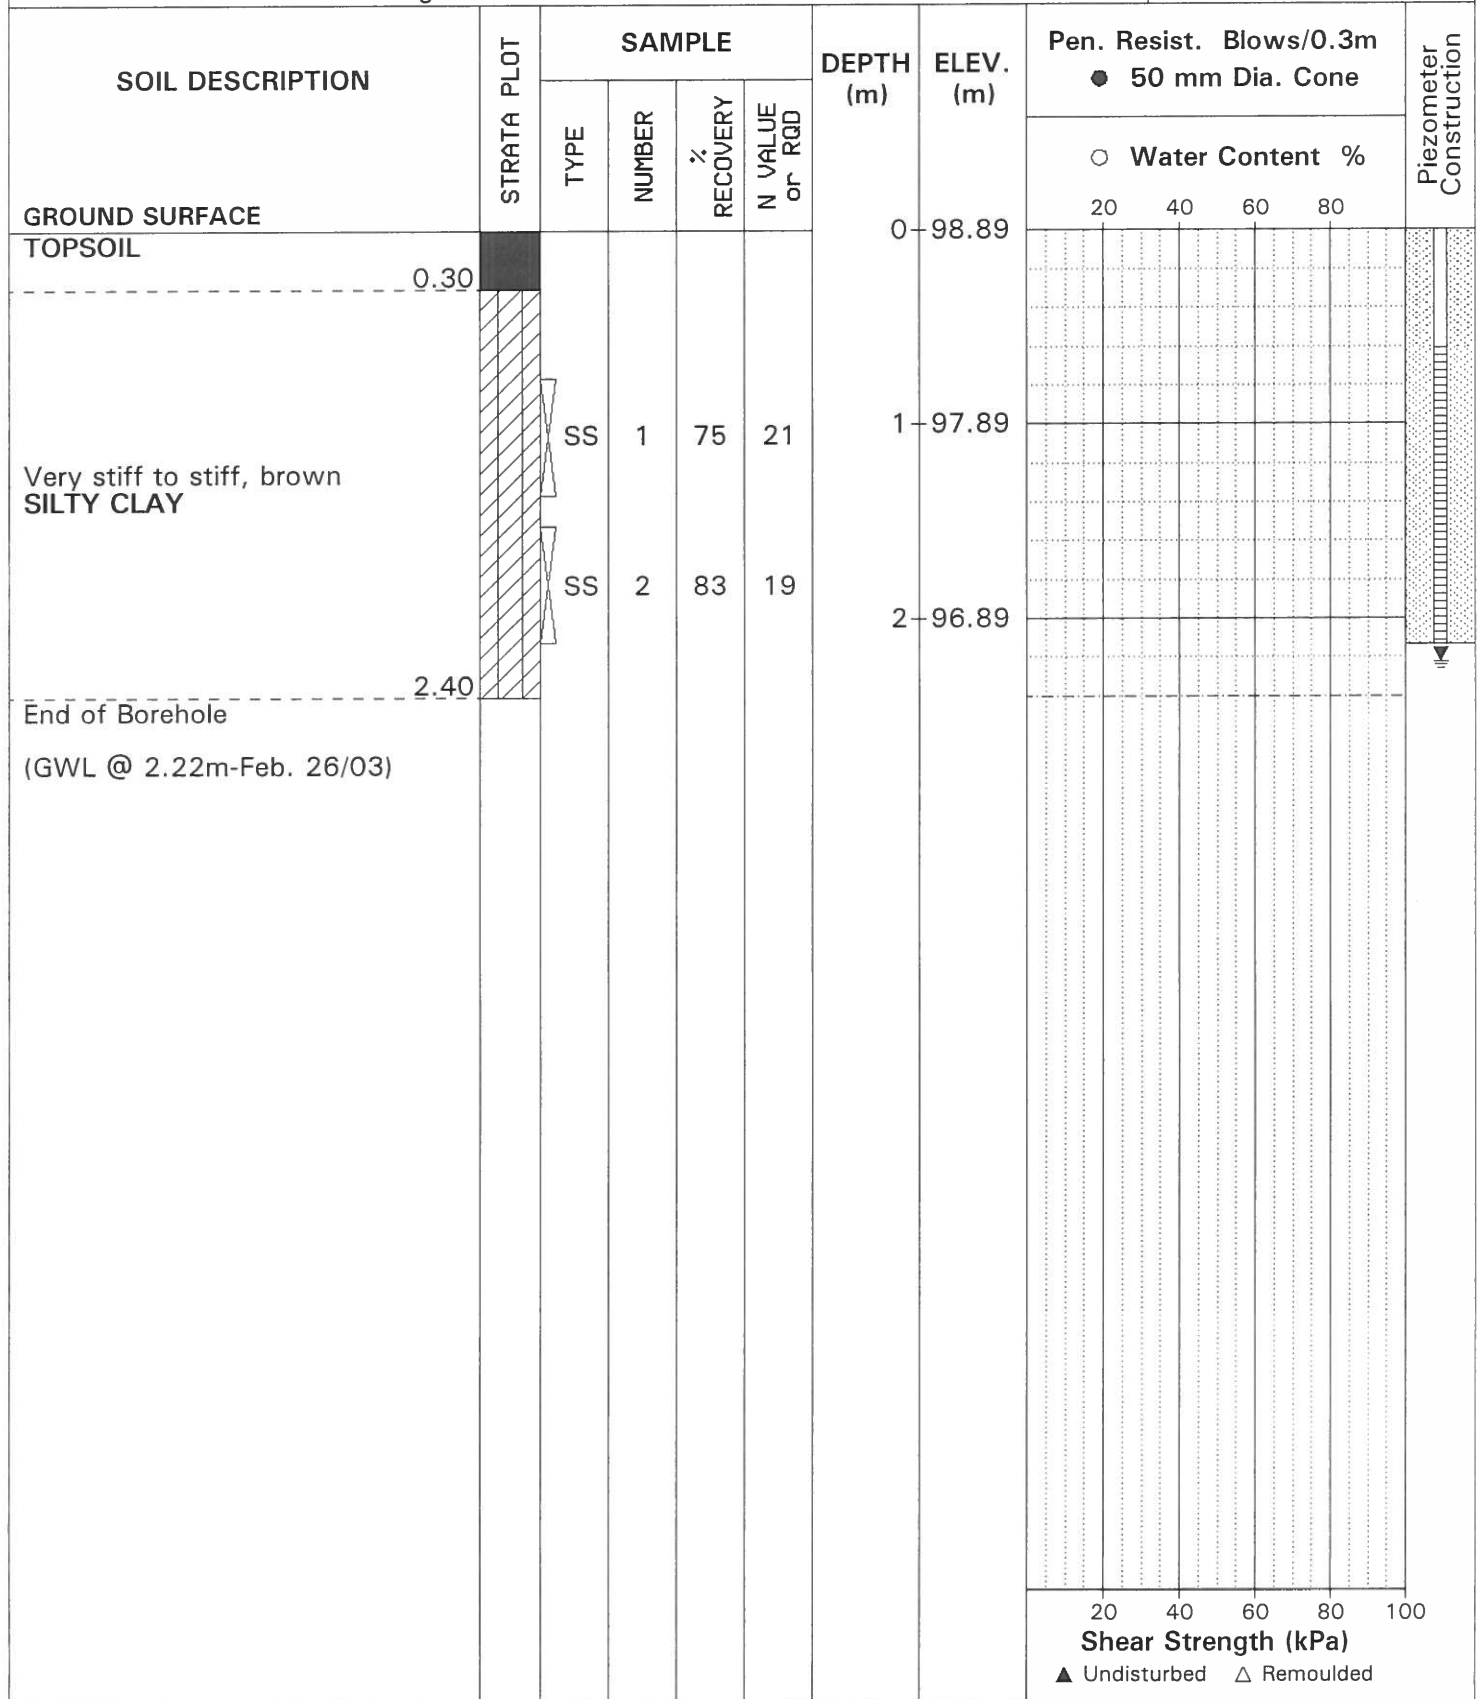 SOIL DESCRIPTION
GROUND SURFACE
STRATA PLOT
SAMPLE
TYPE
NUMBER
%
RECOVERY
N VALUE
or RQD
DEPTH
(m)
ELEV.
(m)
Pen. Resist. Blows/0.3m
● 50 mm Dia. Cone
○ Water Content %
20 40 60 80
Piezometer
Construction
TOPSOIL
0.30
0 98.89
SS 1 75 21
1 97.89
Very stiff to stiff, brown
SILTY CLAY
SS 2 83 19
2 96.89
2.40
End of Borehole
(GWL @ 2.22m-Feb. 26/03)
20 40 60 80 100
Shear Strength (kPa)
▲ Undisturbed △ Remoulded